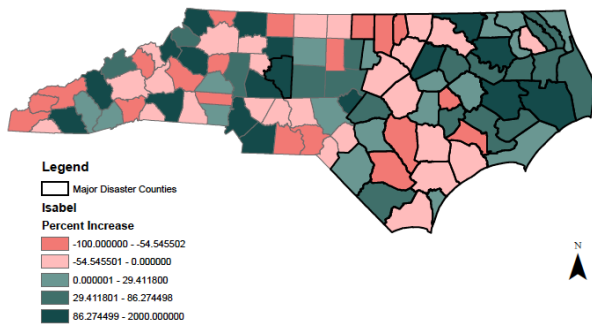 Legend
Major Disaster Counties
Isabel
Percent Increase
-100.000000 - -54.545502
-54.545501 - 0.000000
0.000001 - 29.411800
29.411801 - 86.274498
86.274499 - 2000.000000
N